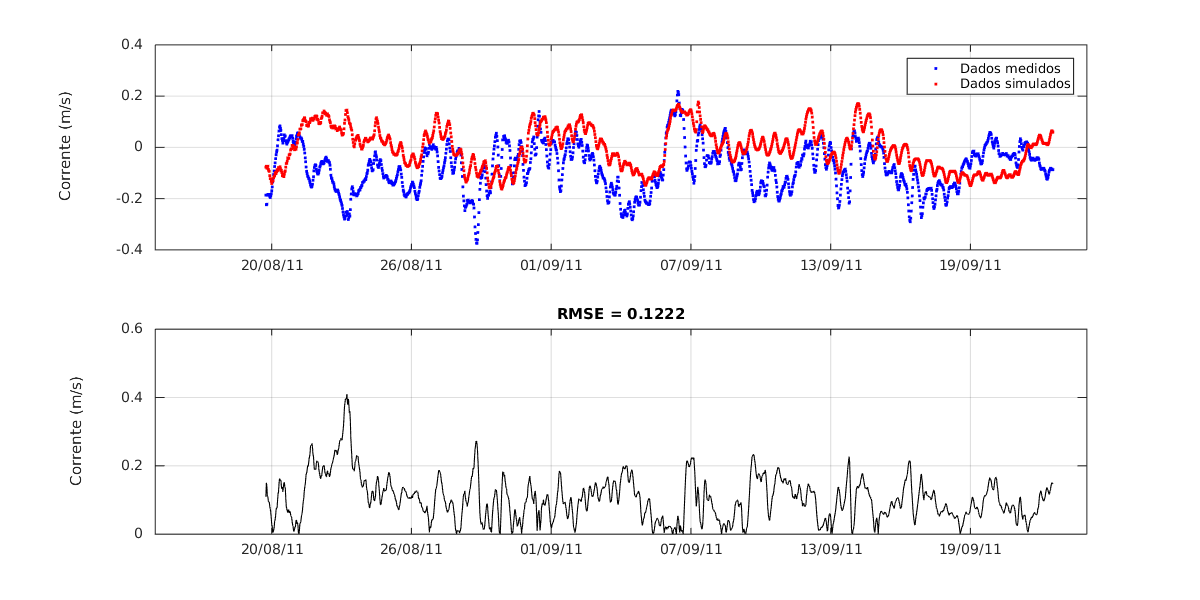 0.4
0.2
0
-0.2
-0.4
Corrente (m/s)
Dados medidos
Dados simulados
20/08/11 26/08/11 01/09/11 07/09/11 13/09/11 19/09/11
RMSE = 0.1222
0.6
0.4
0.2
0
Corrente (m/s)
20/08/11 26/08/11 01/09/11 07/09/11 13/09/11 19/09/11